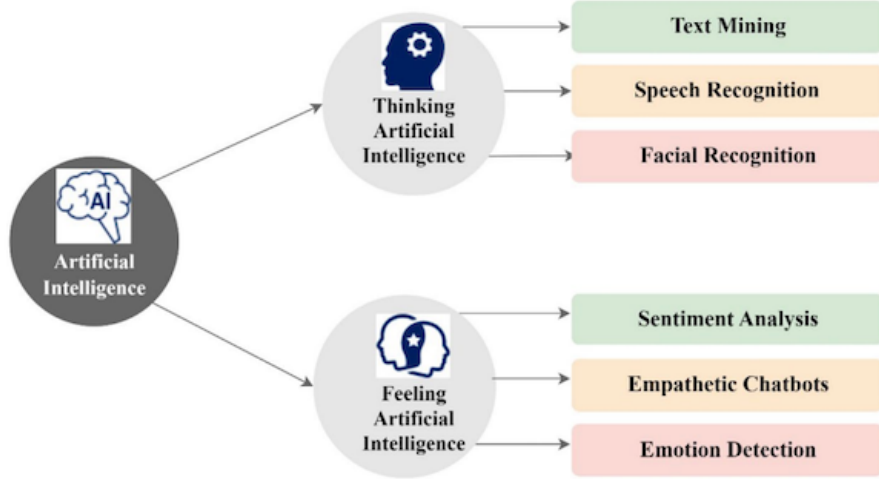 AI
Artificial
Intelligence
Thinking
Artificial
Intelligence
Text Mining
Speech Recognition
Facial Recognition
Feeling
Artificial
Intelligence
Sentiment Analysis
Empathetic Chatbots
Emotion Detection